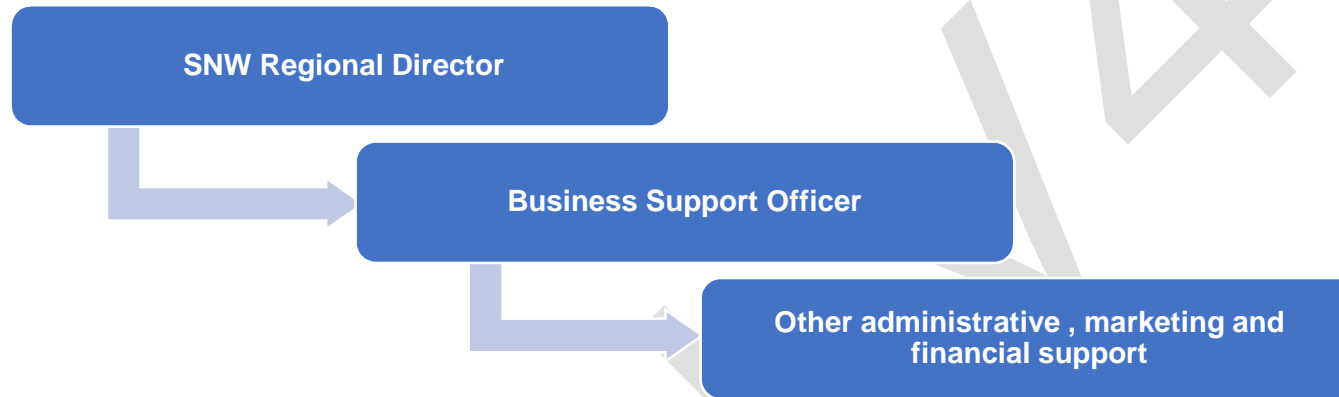 SNW Regional Director
Business Support Officer
Other administrative , marketing and
financial support